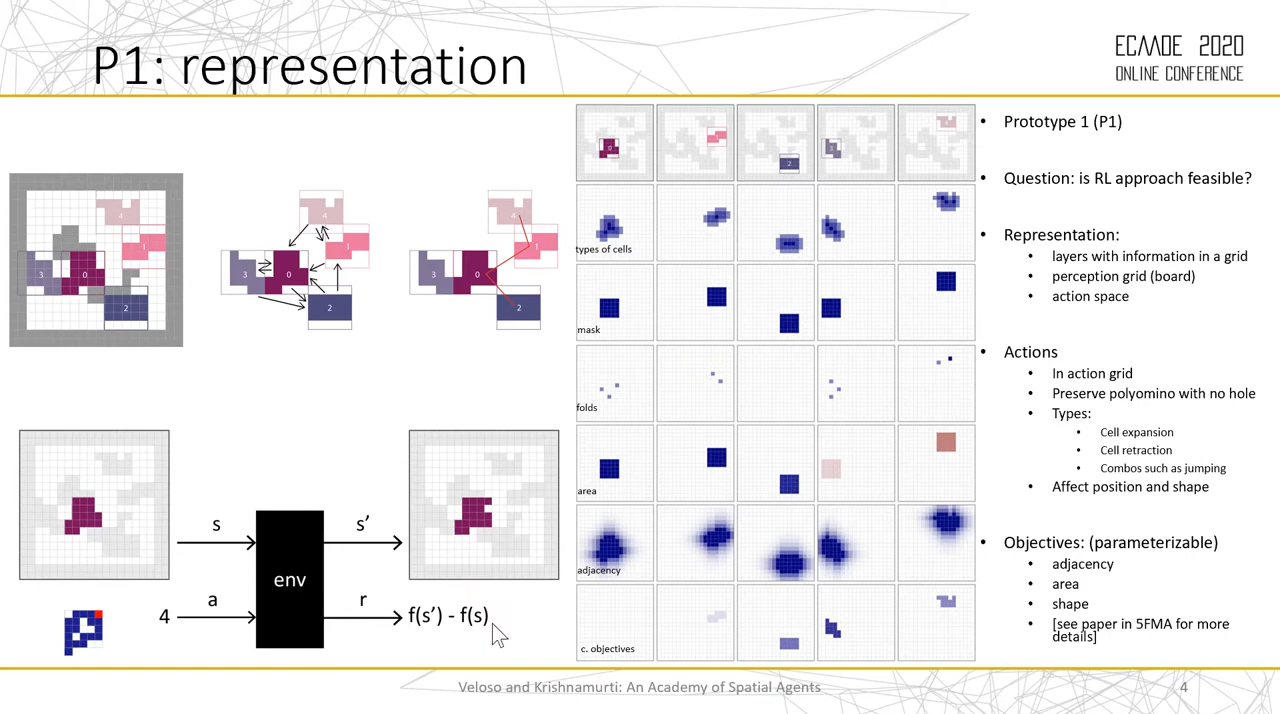 P1: representation
ECAADE 2020
ONLINE CONFERENCE
4
1
3
0
2
4
1
3
0
2
4
1
3
0
2
s
s’
env
a
r
4
f(s’) - f(s)
0
2
3
types of cells
mask
folds
area
adjacency
c. objectives
• Prototype 1 (P1)
• Question: is RL approach feasible?
• Representation:
• layers with information in a grid
• perception grid (board)
• action space
• Actions
• In action grid
• Preserve polyomino with no hole
• Types:
• Cell expansion
• Cell retraction
• Combos such as jumping
• Affect position and shape
• Objectives: (parameterizable)
• adjacency
• area
• shape
• [see paper in 5FMA for more
details]
Veloso and Krishnamurti: An Academy of Spatial Agents
4